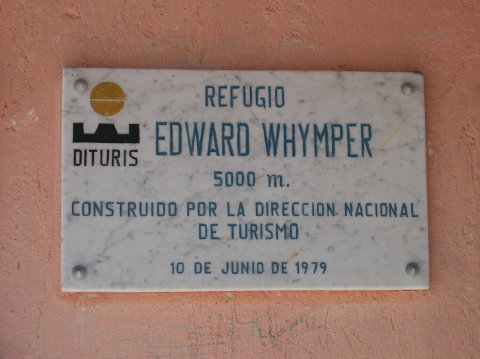 REFUGIO
EDWARD WHYMPER
DITURIS
5000 m.
CONSTRUIDO POR LA DIRECCION NACIONAL
DE TURISMO
10 DE JUNIO DE 1979